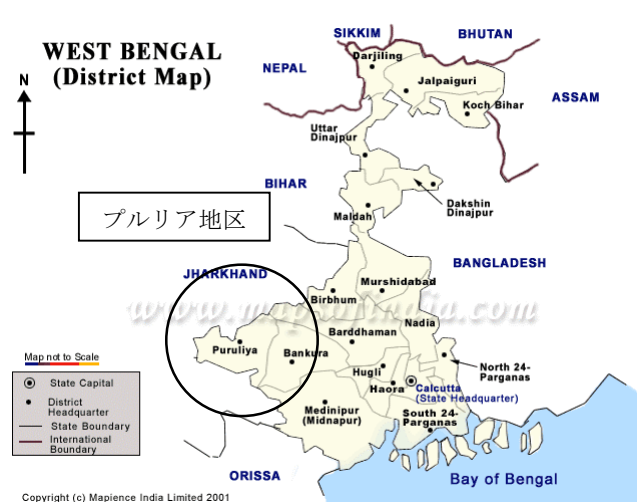 WEST BENGAL
(District Map)
N
SIKKIM
BHUTAN
NEPAL
Darjiling
Jalpaiguri
Koch Bihar
ASSAM
Uttar
Dinajpur
BIHAR
Dakshin
Dinajpur
Maldah
プルリア地区
BANGLADESH
JHARKHAND
Murshidabad
Birbhum
www.mapsofindia.com
Nadia
Barddhaman
Puruliya
Bankura
Hugli
North 24-
Parganas
Haora
Calcutta
(State Headquarter)
Medinipur
(Midnapur)
South 24-
Parganas
ORISSA
Bay of Bengal
Map not to Scale
State Capital
District
Headquarter
State Boundary
International
Boundary
Copyright (c) Mapience India Limited 2001